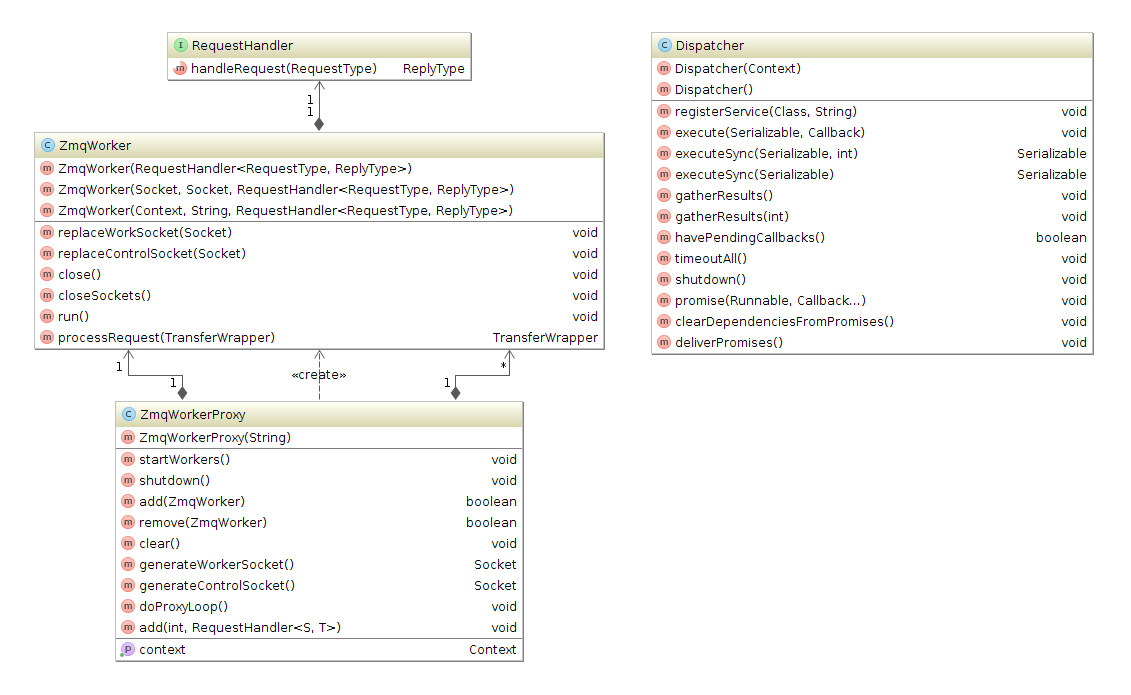 I RequestHandler
m handleRequest(RequestType) ReplyType
1
1
C ZmqWorker
m ZmqWorker(RequestHandler<RequestType, ReplyType>)
m ZmqWorker(Socket, Socket, RequestHandler<RequestType, ReplyType>)
m ZmqWorker(Context, String, RequestHandler<RequestType, ReplyType>)
m replaceWorkSocket(Socket) void
m replaceControlSocket(Socket) void
m close() void
m closeSockets() void
m run() void
m processRequest(TransferWrapper) TransferWrapper
1
1
«create»
*
1
C ZmqWorkerProxy
m ZmqWorkerProxy(String)
m startWorkers() void
m shutdown() void
m add(ZmqWorker) boolean
m remove(ZmqWorker) boolean
m clear() void
m generateWorkerSocket() Socket
m generateControlSocket() Socket
m doProxyLoop() void
m add(int, RequestHandler<S, T>) void
P context Context
C Dispatcher
m Dispatcher(Context)
m Dispatcher()
m registerService(Class, String) void
m execute(Serializable, Callback) void
m executeSync(Serializable, int) Serializable
m executeSync(Serializable) Serializable
m gatherResults() void
m gatherResults(int) void
m havePendingCallbacks() boolean
m timeoutAll() void
m shutdown() void
m promise(Runnable, Callback...) void
m clearDependenciesFromPromises() void
m deliverPromises() void